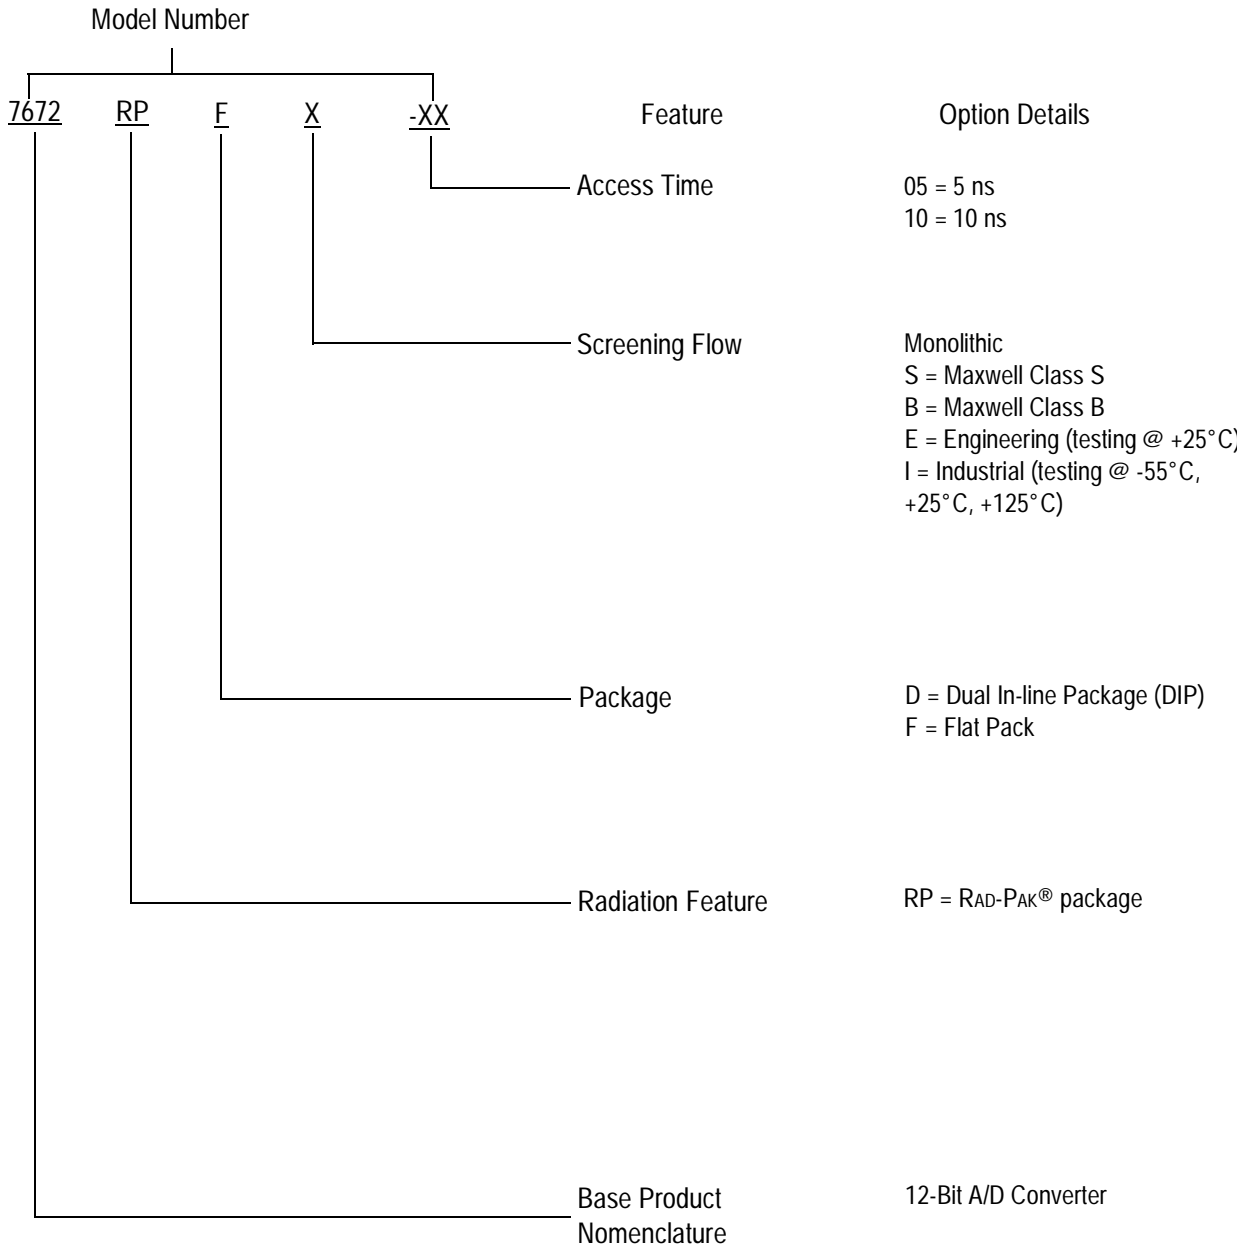 Model Number
7672 RP F X -XX Feature Option Details
Access Time 05 = 5 ns
10 = 10 ns
Screening Flow Monolithic
S = Maxwell Class S
B = Maxwell Class B
E = Engineering (testing @ +25°C)
I = Industrial (testing @ -55°C,
+25°C, +125°C)
Package D = Dual In-line Package (DIP)
F = Flat Pack
Radiation Feature RP = RAD-PAK® package
Base Product 12-Bit A/D Converter
Nomenclature